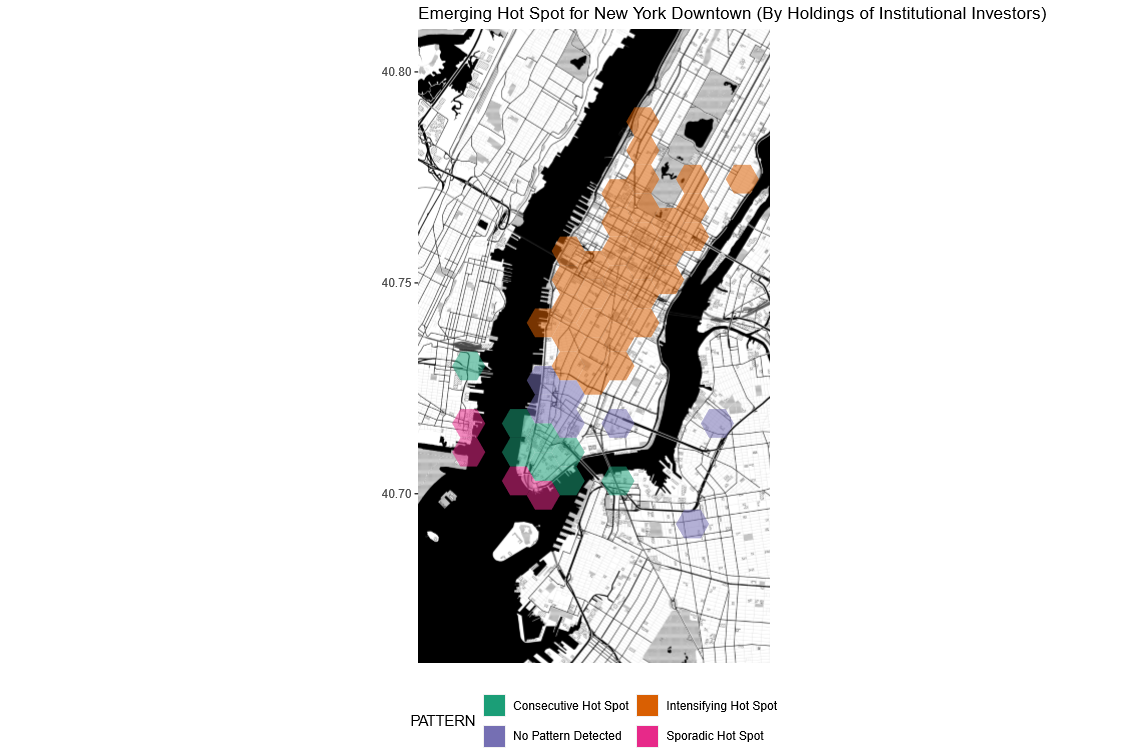 Emerging Hot Spot for New York Downtown (By Holdings of Institutional Investors)
40.80
40.75
40.70
PATTERN
Consecutive Hot Spot
Intensifying Hot Spot
No Pattern Detected
Sporadic Hot Spot